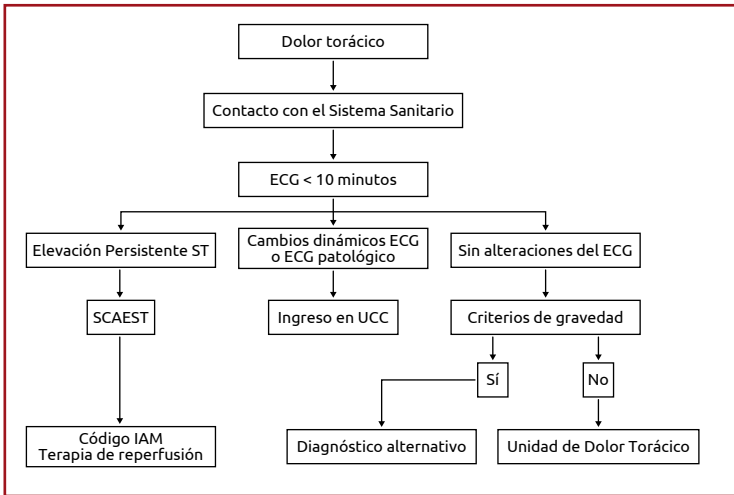 Dolor torácico
Contacto con el Sistema Sanitario
ECG < 10 minutos
Elevación Persistente ST
Cambios dinámicos ECG
o ECG patológico
Sin alteraciones del ECG
SCAEST
Ingreso en UCC
Criterios de gravedad
Sí
No
Código IAM
Terapia de reperfusión
Diagnóstico alternativo
Unidad de Dolor Torácico